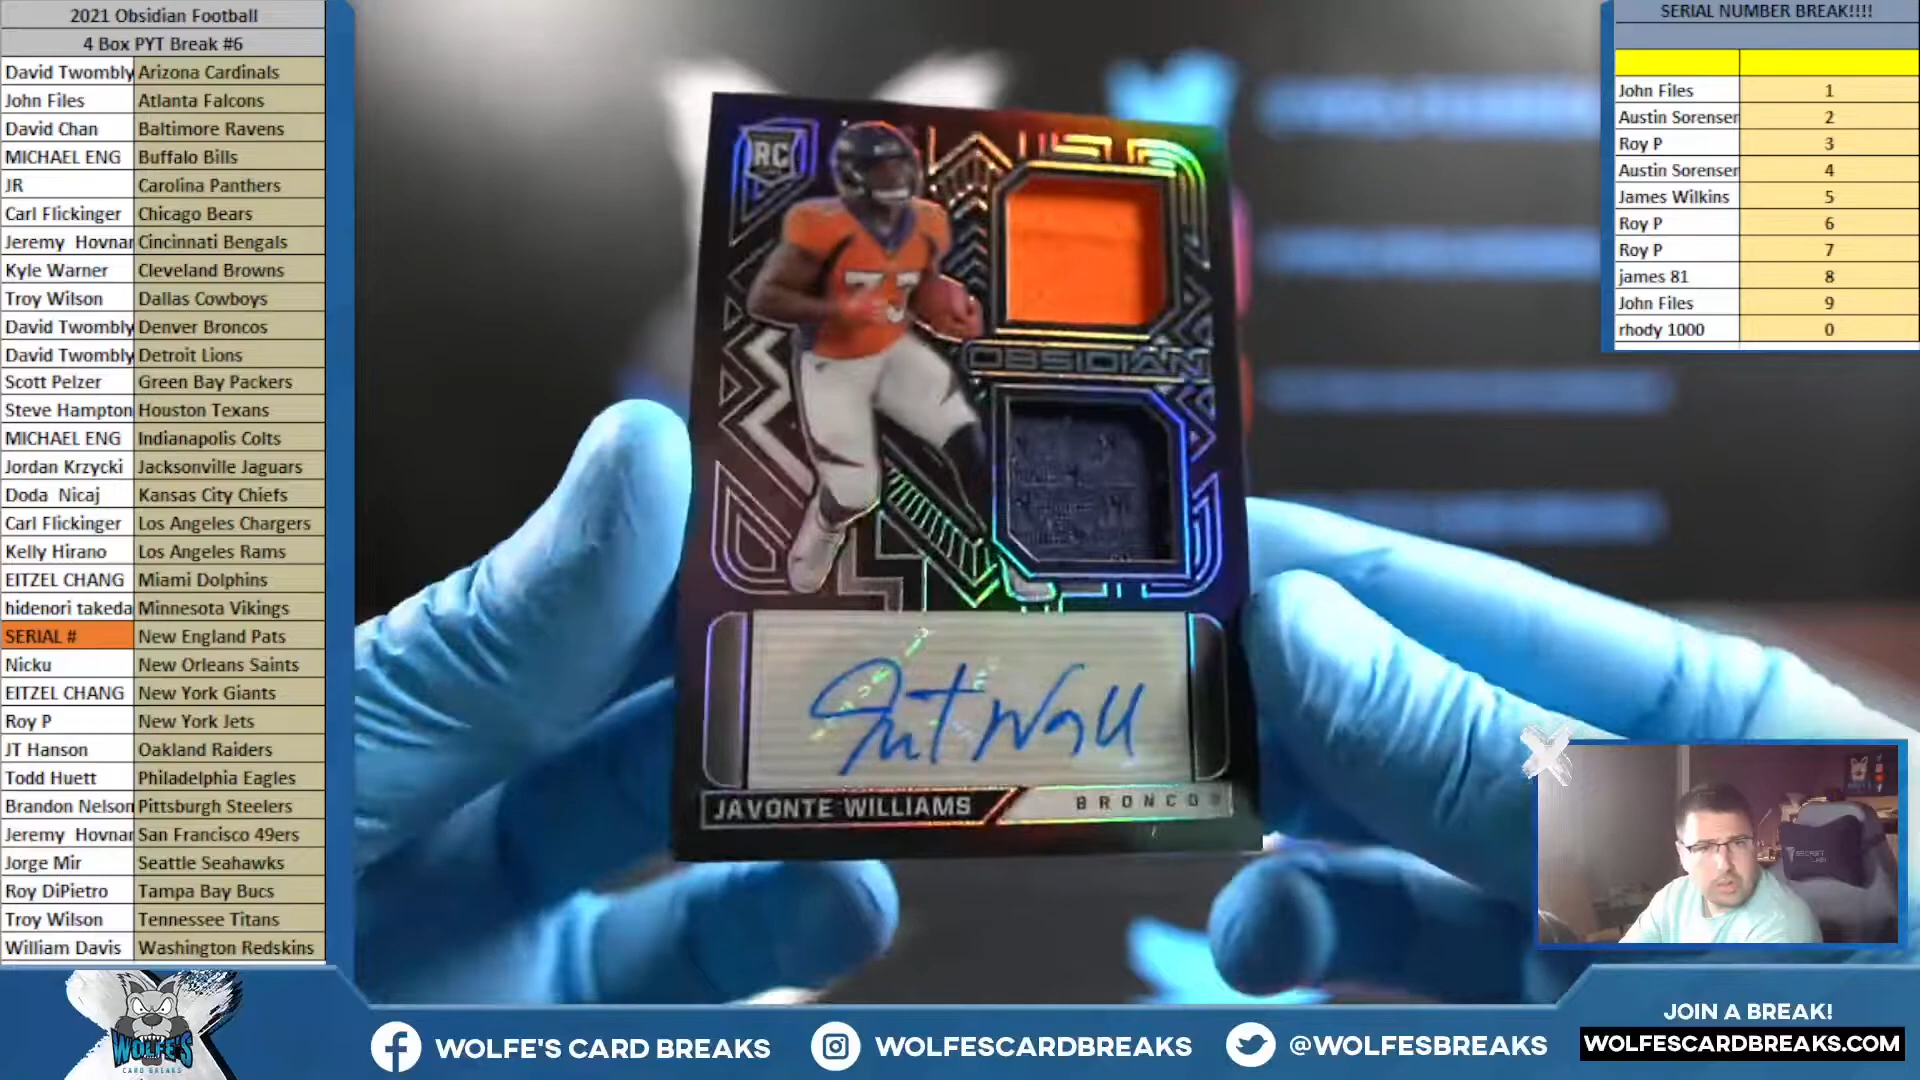 2021 Obsidian Football
4 Box PYT Break #6
David Twombly Arizona Cardinals
John Files Atlanta Falcons
David Chan Baltimore Ravens
MICHAEL ENG Buffalo Bills
JR Carolina Panthers
Carl Flickinger Chicago Bears
Jeremy Hovnar Cincinnati Bengals
Kyle Warner Cleveland Browns
Troy Wilson Dallas Cowboys
David Twombly Denver Broncos
David Twombly Detroit Lions
Scott Pelzer Green Bay Packers
Steve Hampton Houston Texans
MICHAEL ENG Indianapolis Colts
Jordan Krzycki Jacksonville Jaguars
Doda Nicaj Kansas City Chiefs
Carl Flickinger Los Angeles Chargers
Kelly Hirano Los Angeles Rams
EITZEL CHANG Miami Dolphins
hidenori takeda Minnesota Vikings
SERIAL # New England Pats
Nicku New Orleans Saints
EITZEL CHANG New York Giants
Roy P New York Jets
JT Hanson Oakland Raiders
Todd Huett Philadelphia Eagles
Brandon Nelson Pittsburgh Steelers
Jeremy Hovnar San Francisco 49ers
Jorge Mir Seattle Seahawks
Roy DiPietro Tampa Bay Bucs
Troy Wilson Tennessee Titans
William Davis Washington Redskins
RC
33
OBSIDIAN
JAVONTE WILLIAMS
BRONCOS
SERIAL NUMBER BREAK!!!!
John Files 1
Austin Sorensen 2
Roy P 3
Austin Sorensen 4
James Wilkins 5
Roy P 6
Roy P 7
james 81 8
John Files 9
rhody 1000 0
WOLFE'S
CARD BREAKS
WOLFE'S CARD BREAKS
WOLFESCARDBREAKS
@WOLFESBREAKS
JOIN A BREAK!
WOLFESCARDBREAKS.COM